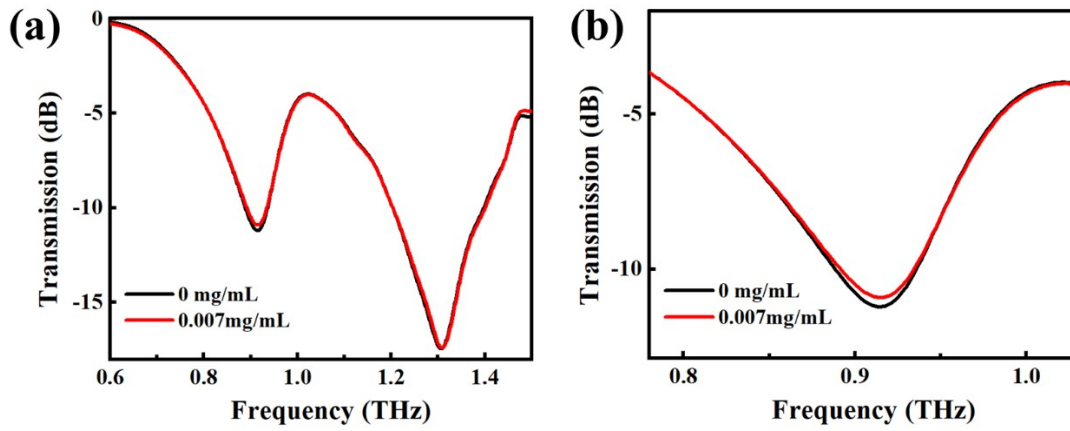 (a)
0
-5
-10
-15
Transmission (dB)
0 mg/mL
0.007mg/mL
0.6 0.8 1.0 1.2 1.4
Frequency (THz)
(b)
-5
-10
Transmission (dB)
0 mg/mL
0.007mg/mL
0.8 0.9 1.0
Frequency (THz)